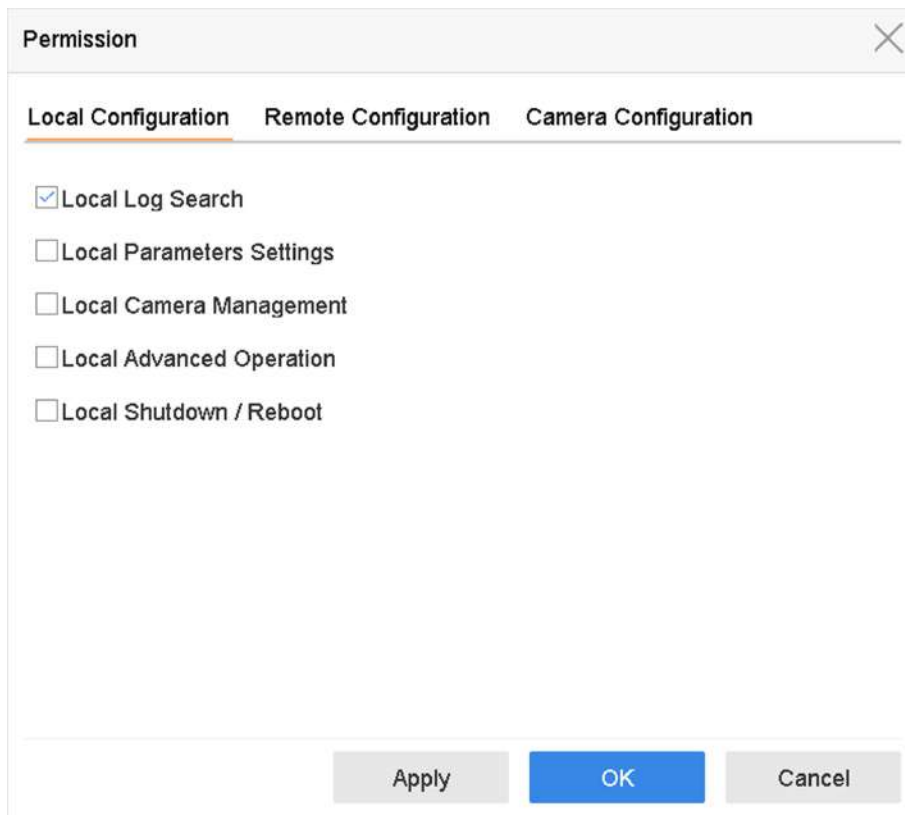 Permission
Local Configuration Remote Configuration Camera Configuration
Local Log Search
Local Parameters Settings
Local Camera Management
Local Advanced Operation
Local Shutdown / Reboot
Apply OK Cancel